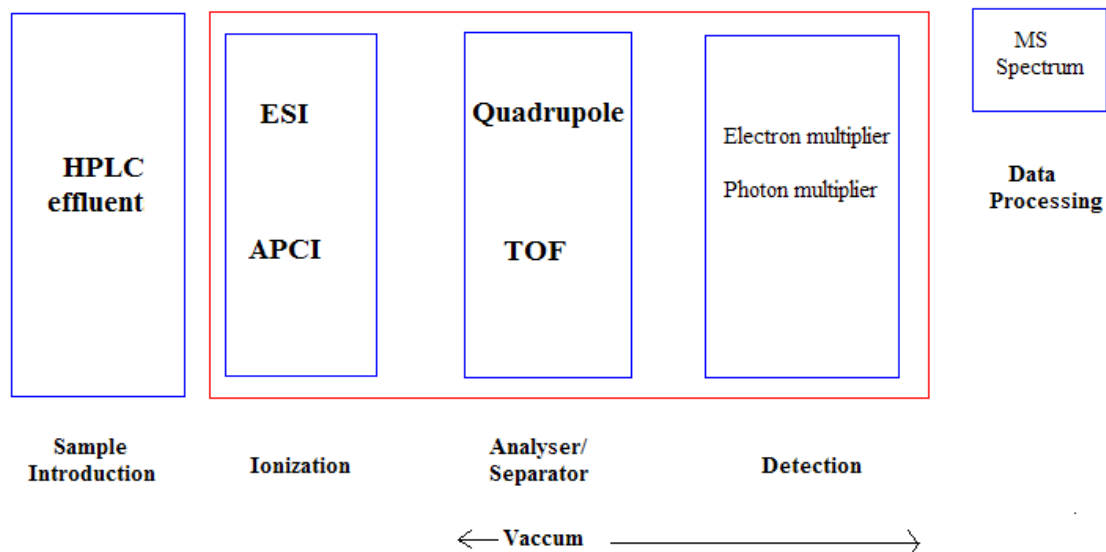 HPLC
effluent
ESI
APCI
Quadrupole
TOF
Electron multiplier
Photon multiplier
MS
Spectrum
Data
Processing
Sample
Introduction
Ionization
Analyser/
Separator
Detection
Vaccum